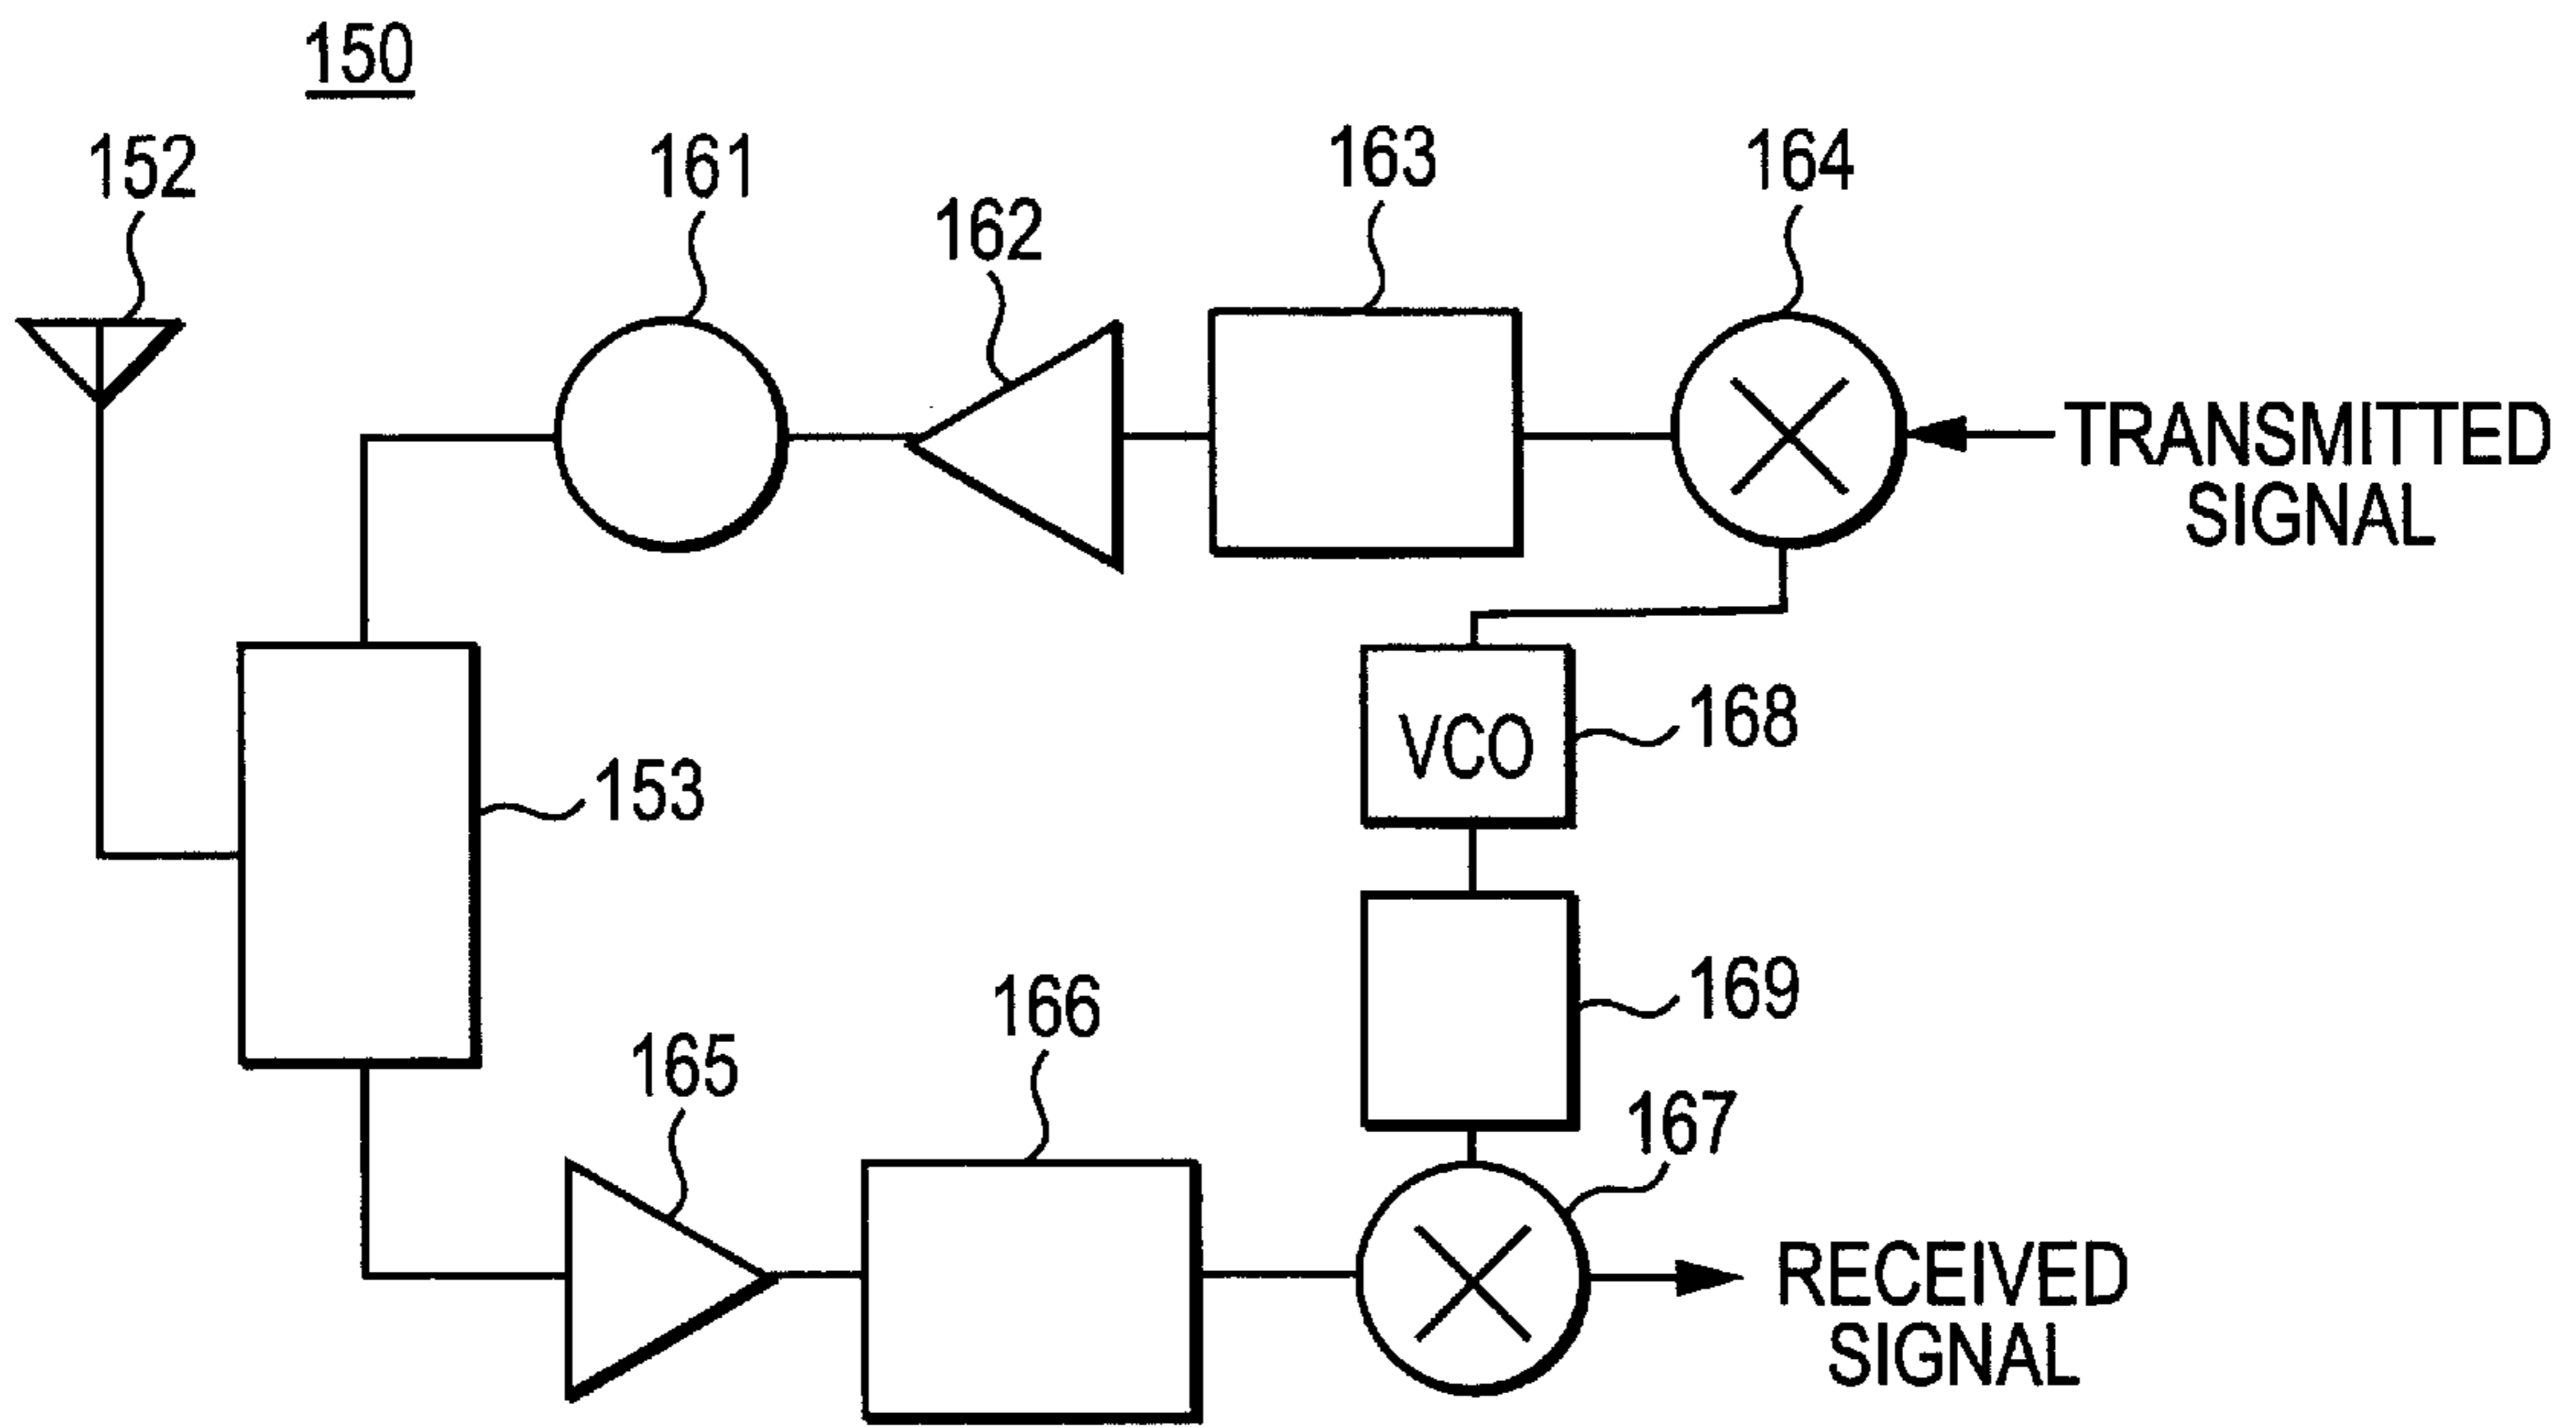 150
152
161
162
163
164
TRANSMITTED
SIGNAL
VCO
168
153
169
165
166
167
RECEIVED
SIGNAL